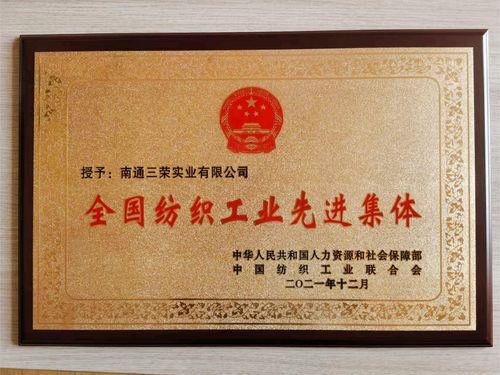 授予：南通三荣实业有限公司
全国纺织工业先进集体
中华人民共和国人力资源和社会保障部
中国纺织工业联合会
二〇二一年十二月